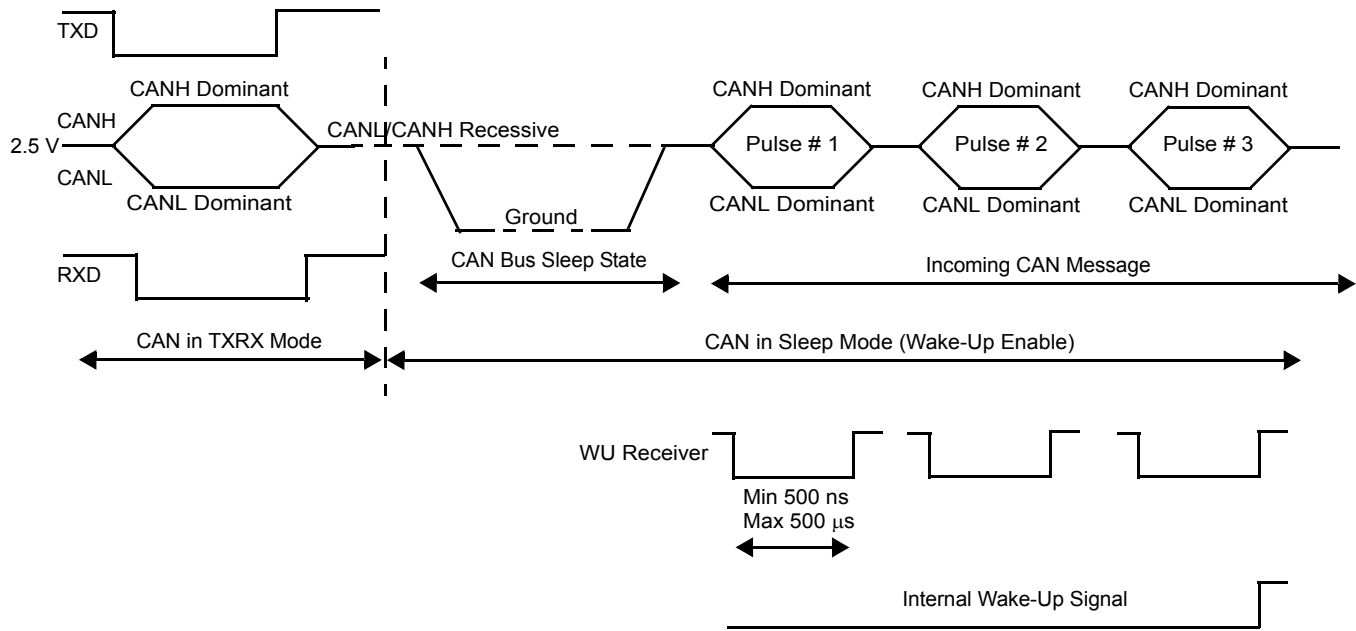 TXD
CANH Dominant
CANH Dominant
CANH Dominant
CANH Dominant
CANH
CANL/CANH Recessive
2.5 V
Pulse # 1
Pulse # 2
Pulse # 3
CANL
CANL Dominant
Ground
CANL Dominant
CANL Dominant
CANL Dominant
RXD
CAN Bus Sleep State
Incoming CAN Message
CAN in TXRX Mode
CAN in Sleep Mode (Wake-Up Enable)
WU Receiver
Min 500 ns
Max 500 μs
Internal Wake-Up Signal